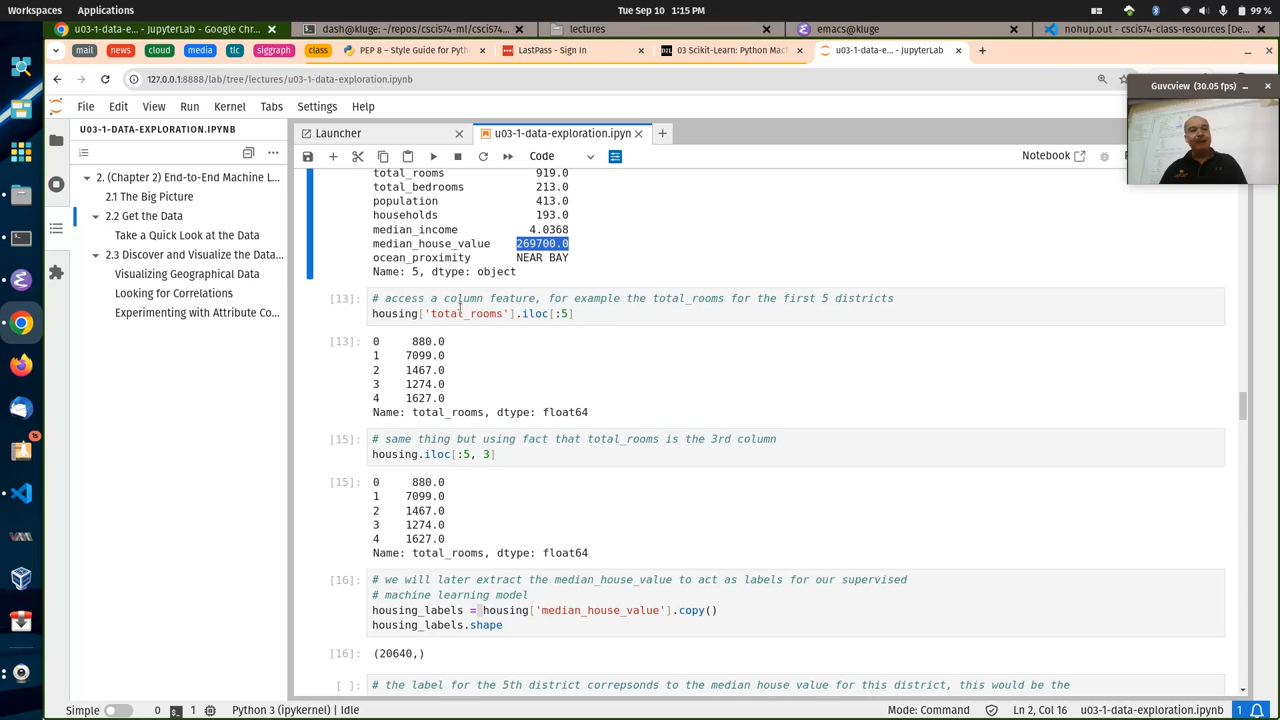 Workspaces
Applications
Tue Sep 10 1:15 PM
99 %
u03-1-data-e... - JupyterLab - Google Chr...
dash@kluge: ~/repos/csci574-ml/csci574...
lectures
emacs@kluge
nohup.out - csci574-class-resources [De...
mail
news
cloud
media
tlc
siggraph
class
PEP 8 – Style Guide for Pyth
LastPass - Sign In
03 Scikit-Learn: Python Mac
u03-1-data-e... - JupyterLab
127.0.0.1:8888/lab/tree/lectures/u03-1-data-exploration.ipynb
Guvcview (30.05 fps)
File Edit View Run Kernel Tabs Settings Help
U03-1-DATA-EXPLORATION.IPYNB
2. (Chapter 2) End-to-End Machine L...
2.1 The Big Picture
2.2 Get the Data
Take a Quick Look at the Data
2.3 Discover and Visualize the Data...
Visualizing Geographical Data
Looking for Correlations
Experimenting with Attribute Co...
Launcher
u03-1-data-exploration.ipyn
Code
Notebook
total_rooms 919.0
total_bedrooms 213.0
population 413.0
households 193.0
median_income 4.0368
median_house_value 269700.0
ocean_proximity NEAR BAY
Name: 5, dtype: object
[13]: # access a column feature, for example the total_rooms for the first 5 districts
housing['total_rooms'].iloc[:5]
[13]: 0 880.0
1 7099.0
2 1467.0
3 1274.0
4 1627.0
Name: total_rooms, dtype: float64
[15]: # same thing but using fact that total_rooms is the 3rd column
housing.iloc[:5, 3]
[15]: 0 880.0
1 7099.0
2 1467.0
3 1274.0
4 1627.0
Name: total_rooms, dtype: float64
[16]: # we will later extract the median_house_value to act as labels for our supervised
# machine learning model
housing_labels = housing['median_house_value'].copy()
housing_labels.shape
[16]: (20640,)
[ ]: # the label for the 5th district correpsonds to the median house value for this district, this would be the
Simple
0
1
Python 3 (ipykernel) | Idle
Mode: Command
Ln 2, Col 16
u03-1-data-exploration.ipynb
1